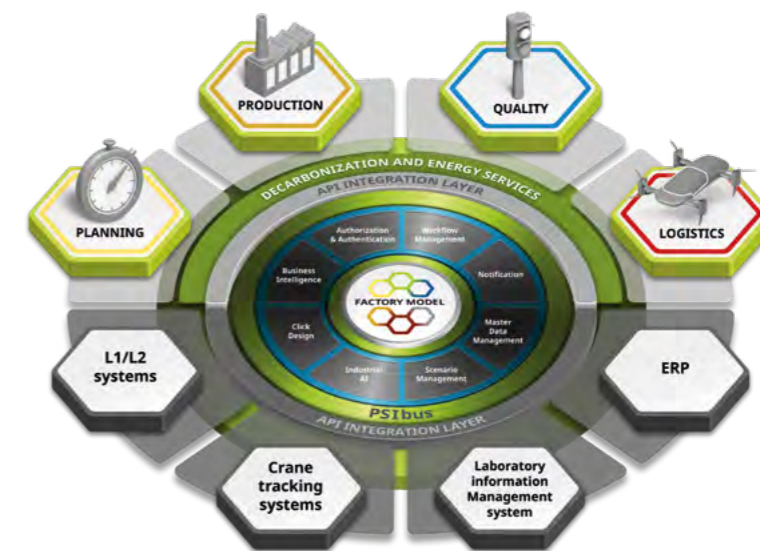 PRODUCTION
QUALITY
PLANNING
LOGISTICS
DECARBONIZATION AND ENERGY SERVICES
API INTEGRATION LAYER
Authorization
& Authentication
Workflow
Management
Business
Intelligence
Notification
FACTORY MODEL
Click
Design
Master
Data
Management
Industrial
AI
Scenario
Management
PSIbus
API INTEGRATION LAYER
L1/L2
systems
ERP
Crane
tracking
systems
Laboratory
information
Management
system